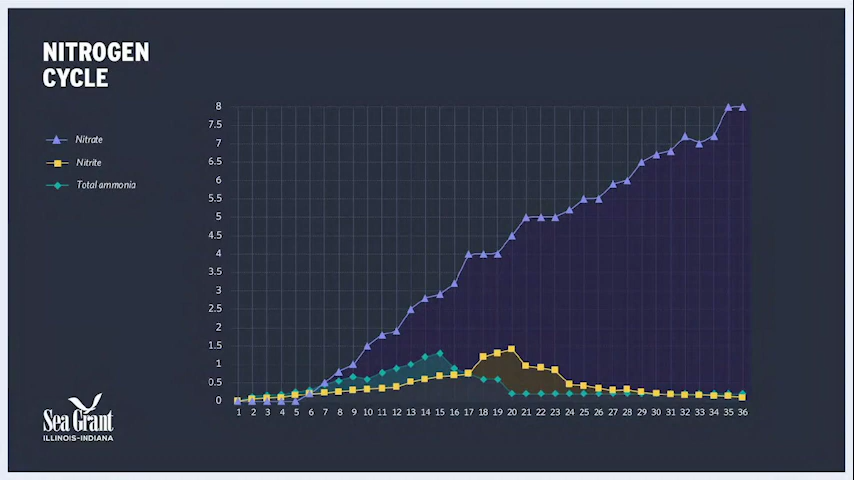 NITROGEN
CYCLE
Nitrate
Nitrite
Total ammonia
8
7.5
7
6.5
6
5.5
5
4.5
4
3.5
3
2.5
2
1.5
1
0.5
0
1 2 3 4 5 6 7 8 9 10 11 12 13 14 15 16 17 18 19 20 21 22 23 24 25 26 27 28 29 30 31 32 33 34 35 36
Sea Grant
ILLINOIS-INDIANA